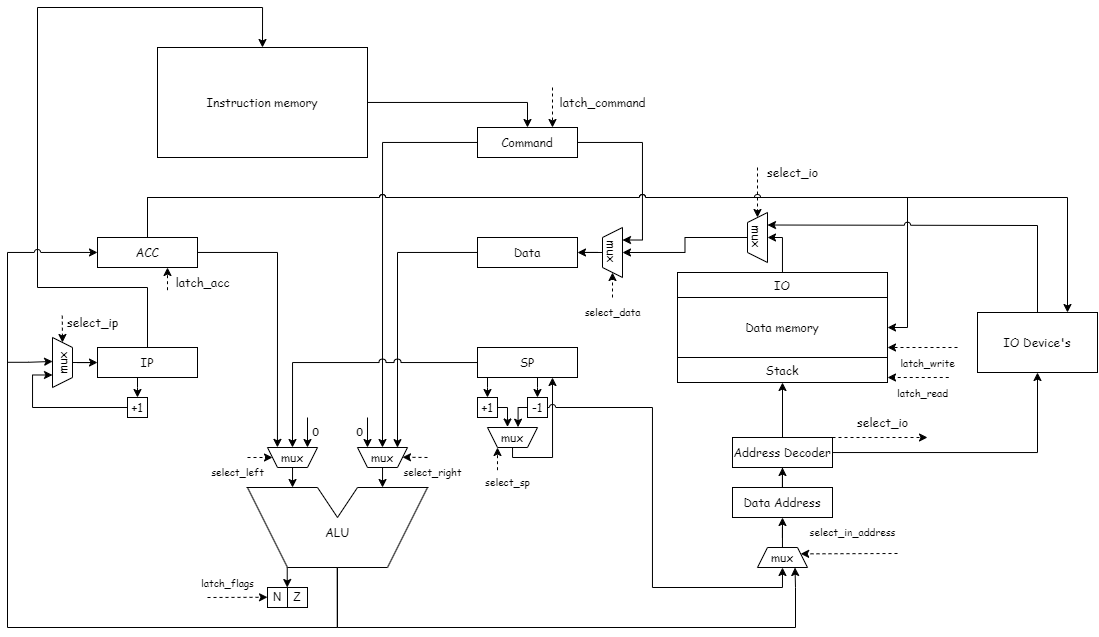 Instruction memory
latch_command
Command
select_io
mux
ACC
latch_acc
Data
mux
select_data
IO
Data memory
Stack
IO Device's
latch_write
latch_read
select_ip
mux
IP
+1
SP
+1
-1
mux
select_sp
0
0
mux
mux
select_left
select_right
ALU
latch_flags
N Z
select_io
Address Decoder
Data Address
select_in_address
mux